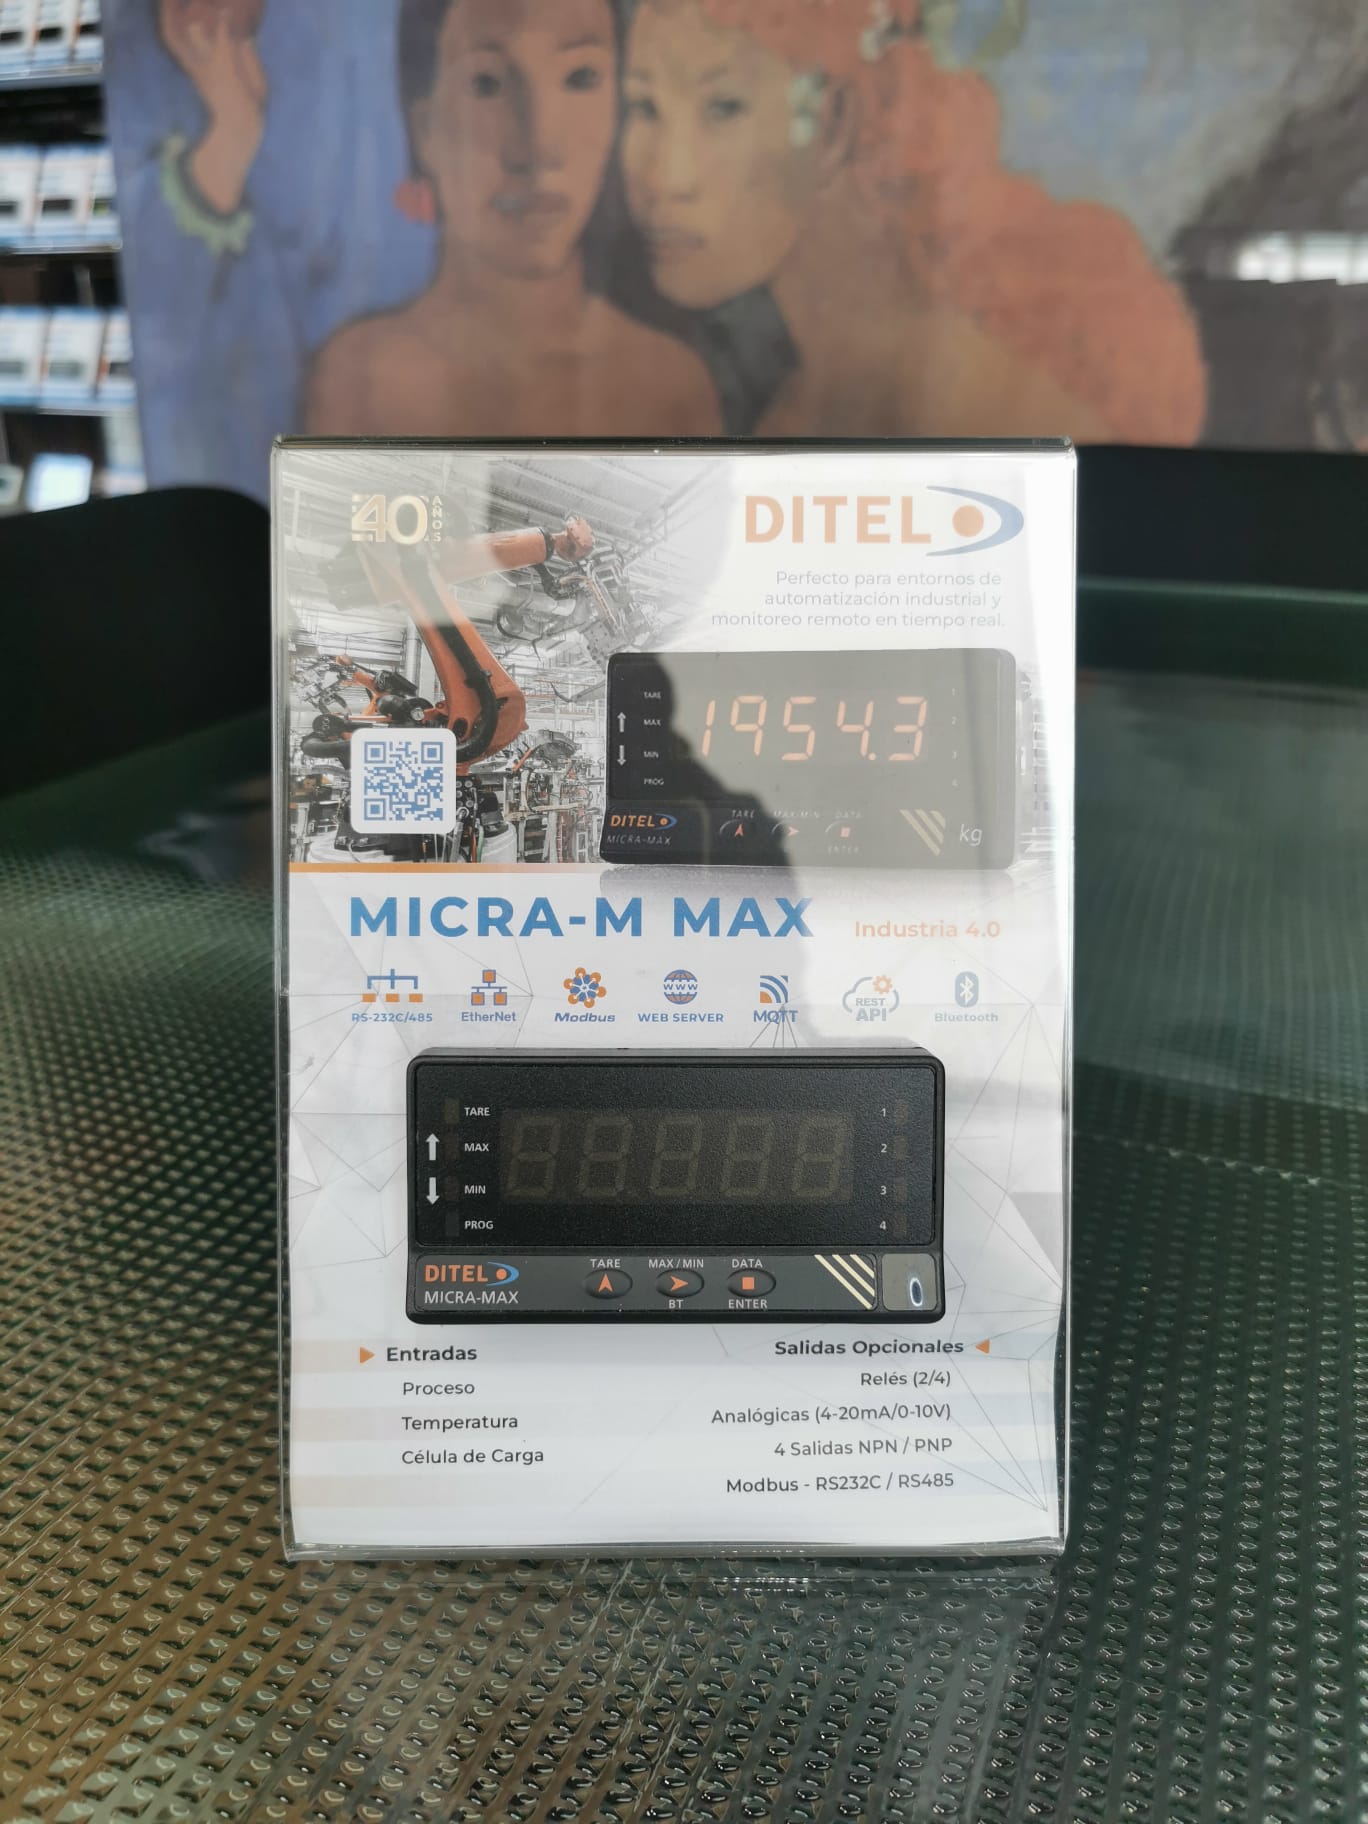 40 AÑOS
DITEL
Perfecto para entornos de
automatización industrial y
monitoreo remoto en tiempo real.
TARE
MAX
MIN
PROG
1954.3
1
2
3
4
DITEL
MICRA-MAX
TARE
MAX/MIN
DATA
ENTER
kg
MICRA-M MAX
Industria 4.0
RS-232C/485
EtherNet
Modbus
WWW
WEB SERVER
MQTT
REST
API
Bluetooth
TARE
MAX
MIN
PROG
88.888
1
2
3
4
DITEL
MICRA-MAX
TARE
MAX/MIN
BT
DATA
ENTER
Entradas
Proceso
Temperatura
Célula de Carga
Salidas Opcionales
Relés (2/4)
Analógicas (4-20mA/0-10V)
4 Salidas NPN / PNP
Modbus - RS232C / RS485